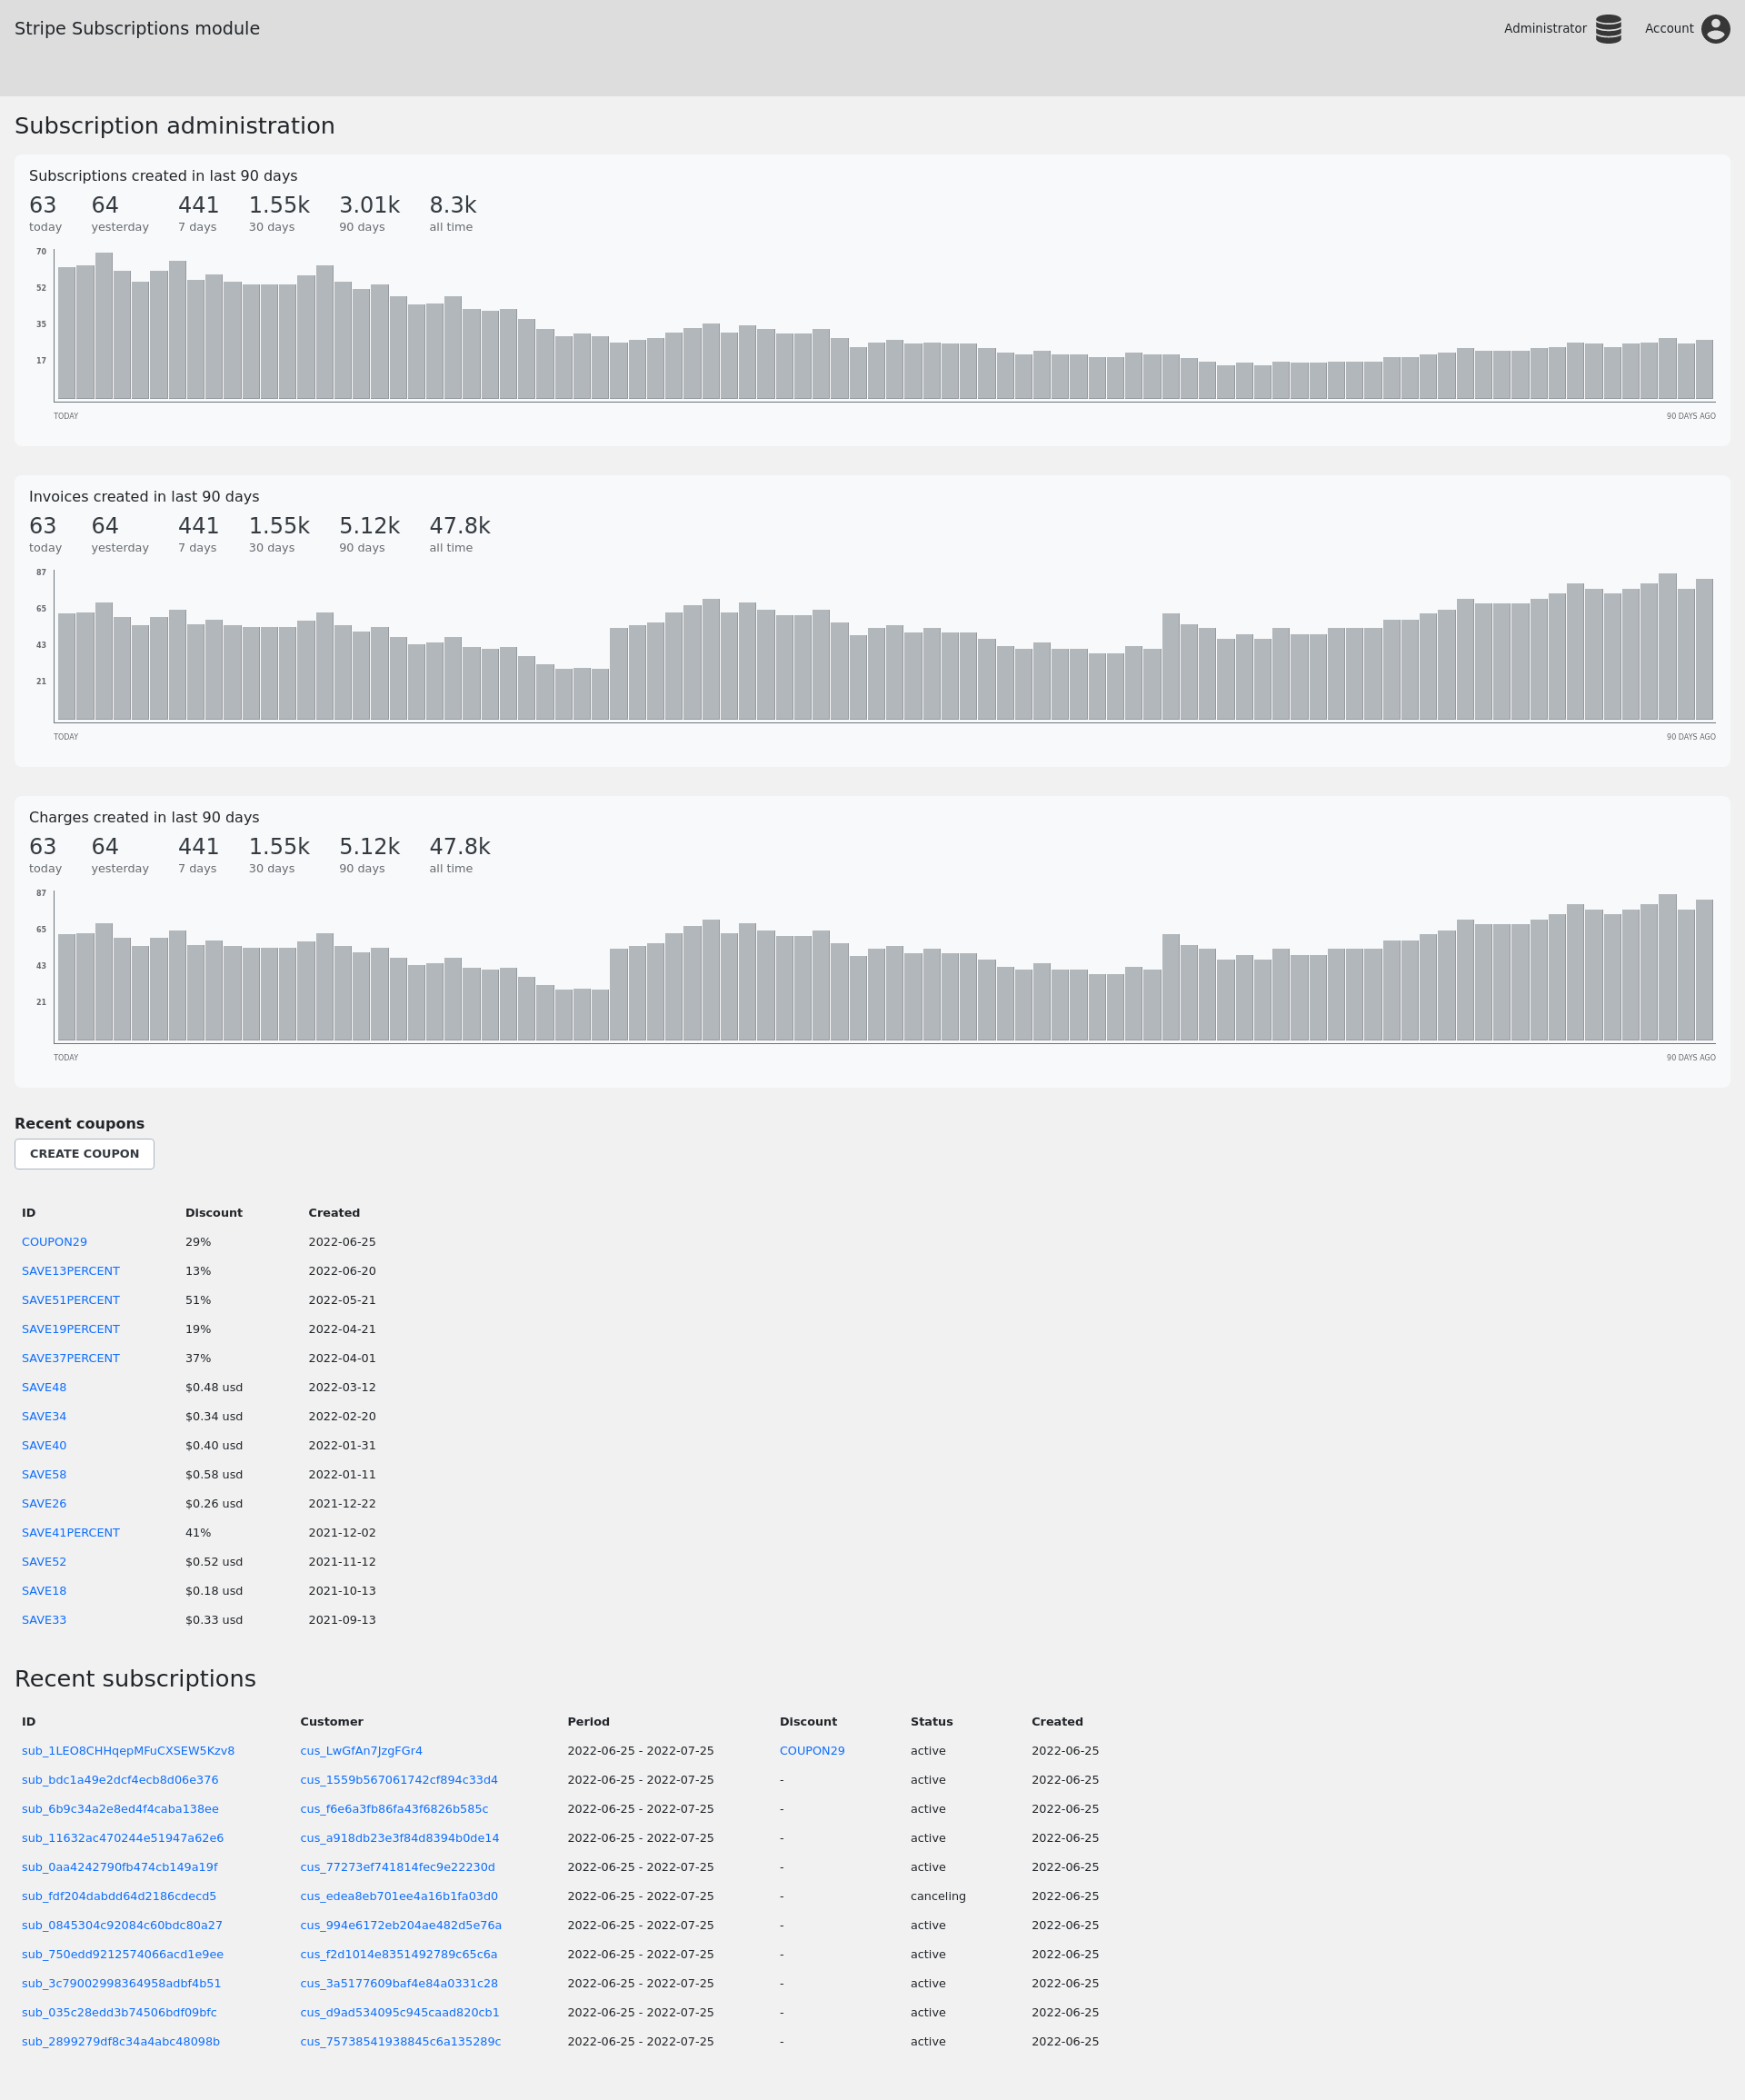 Stripe Subscriptions module
Administrator Account
Subscription administration
Subscriptions created in last 90 days
63 64 441 1.55k 3.01k 8.3k
today yesterday 7 days 30 days 90 days all time
70
52
35
17
TODAY 90 DAYS AGO
Invoices created in last 90 days
63 64 441 1.55k 5.12k 47.8k
today yesterday 7 days 30 days 90 days all time
87
65
43
21
TODAY 90 DAYS AGO
Charges created in last 90 days
63 64 441 1.55k 5.12k 47.8k
today yesterday 7 days 30 days 90 days all time
87
65
43
21
TODAY 90 DAYS AGO
Recent coupons
CREATE COUPON
ID Discount Created
COUPON29 29% 2022-06-25
SAVE13PERCENT 13% 2022-06-20
SAVE51PERCENT 51% 2022-05-21
SAVE19PERCENT 19% 2022-04-21
SAVE37PERCENT 37% 2022-04-01
SAVE48 $0.48 usd 2022-03-12
SAVE34 $0.34 usd 2022-02-20
SAVE40 $0.40 usd 2022-01-31
SAVE58 $0.58 usd 2022-01-11
SAVE26 $0.26 usd 2021-12-22
SAVE41PERCENT 41% 2021-12-02
SAVE52 $0.52 usd 2021-11-12
SAVE18 $0.18 usd 2021-10-13
SAVE33 $0.33 usd 2021-09-13
Recent subscriptions
ID Customer Period Discount Status Created
sub_1LEO8CHHqepMFuCXSEW5Kzv8 cus_LwGfAn7JzgFGr4 2022-06-25 - 2022-07-25 COUPON29 active 2022-06-25
sub_bdc1a49e2dcf4ecb8d06e376 cus_1559b567061742cf894c33d4 2022-06-25 - 2022-07-25 - active 2022-06-25
sub_6b9c34a2e8ed4f4caba138ee cus_f6e6a3fb86fa43f6826b585c 2022-06-25 - 2022-07-25 - active 2022-06-25
sub_11632ac470244e51947a62e6 cus_a918db23e3f84d8394b0de14 2022-06-25 - 2022-07-25 - active 2022-06-25
sub_0aa4242790fb474cb149a19f cus_77273ef741814fec9e22230d 2022-06-25 - 2022-07-25 - active 2022-06-25
sub_fdf204dabdd64d2186cdecd5 cus_edea8eb701ee4a16b1fa03d0 2022-06-25 - 2022-07-25 - canceling 2022-06-25
sub_0845304c92084c60bdc80a27 cus_994e6172eb204ae482d5e76a 2022-06-25 - 2022-07-25 - active 2022-06-25
sub_750edd9212574066acd1e9ee cus_f2d1014e8351492789c65c6a 2022-06-25 - 2022-07-25 - active 2022-06-25
sub_3c79002998364958adbf4b51 cus_3a5177609baf4e84a0331c28 2022-06-25 - 2022-07-25 - active 2022-06-25
sub_035c28edd3b74506bdf09bfc cus_d9ad534095c945caad820cb1 2022-06-25 - 2022-07-25 - active 2022-06-25
sub_2899279df8c34a4abc48098b cus_75738541938845c6a135289c 2022-06-25 - 2022-07-25 - active 2022-06-25